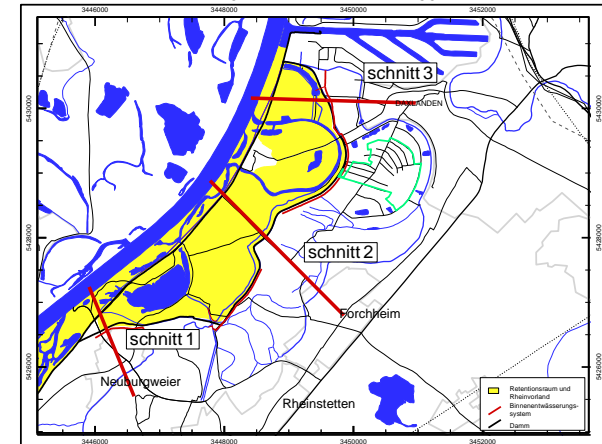 3446000 3448000 3450000 3452000
5430000 5430000
schnitt 3
DAXLANDEN
5428000 5428000
schnitt 2
Forchheim
schnitt 1
5426000 5426000
Neuburgweier
Rheinstetten
Retentionsraum und
Rheinvorland
Binnenentwässerungs-
system
Damm
3446000 3448000 3450000 3452000